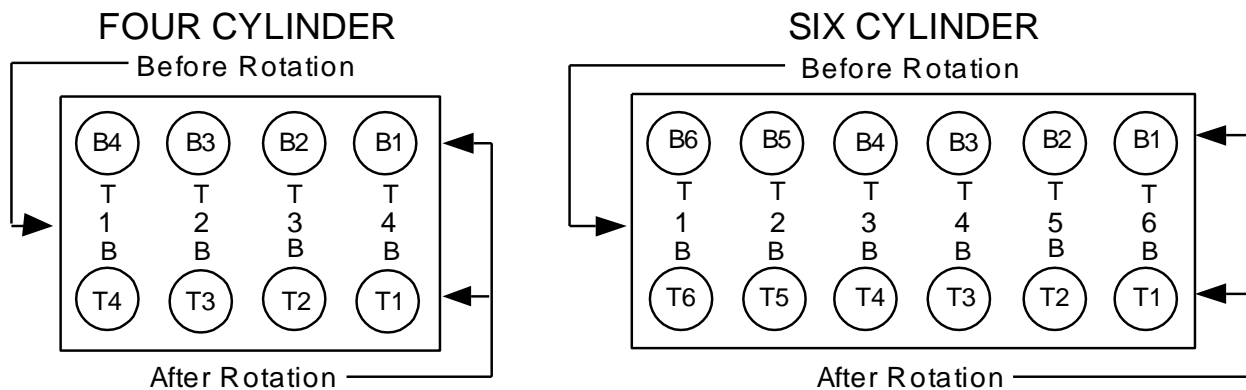 FOUR CYLINDER
Before Rotation
B4 B3 B2 B1
T T T T
1 2 3 4
B B B B
T4 T3 T2 T1
After Rotation
SIX CYLINDER
Before Rotation
B6 B5 B4 B3 B2 B1
T T T T T T
1 2 3 4 5 6
B B B B B B
T6 T5 T4 T3 T2 T1
After Rotation